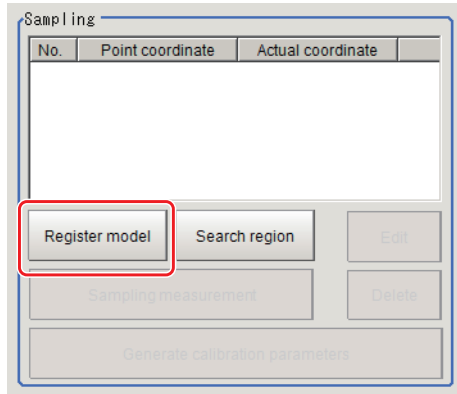 Sampling
No. Point coordinate Actual coordinate
Register model Search region Edit
Sampling measurement Delete
Generate calibration parameters